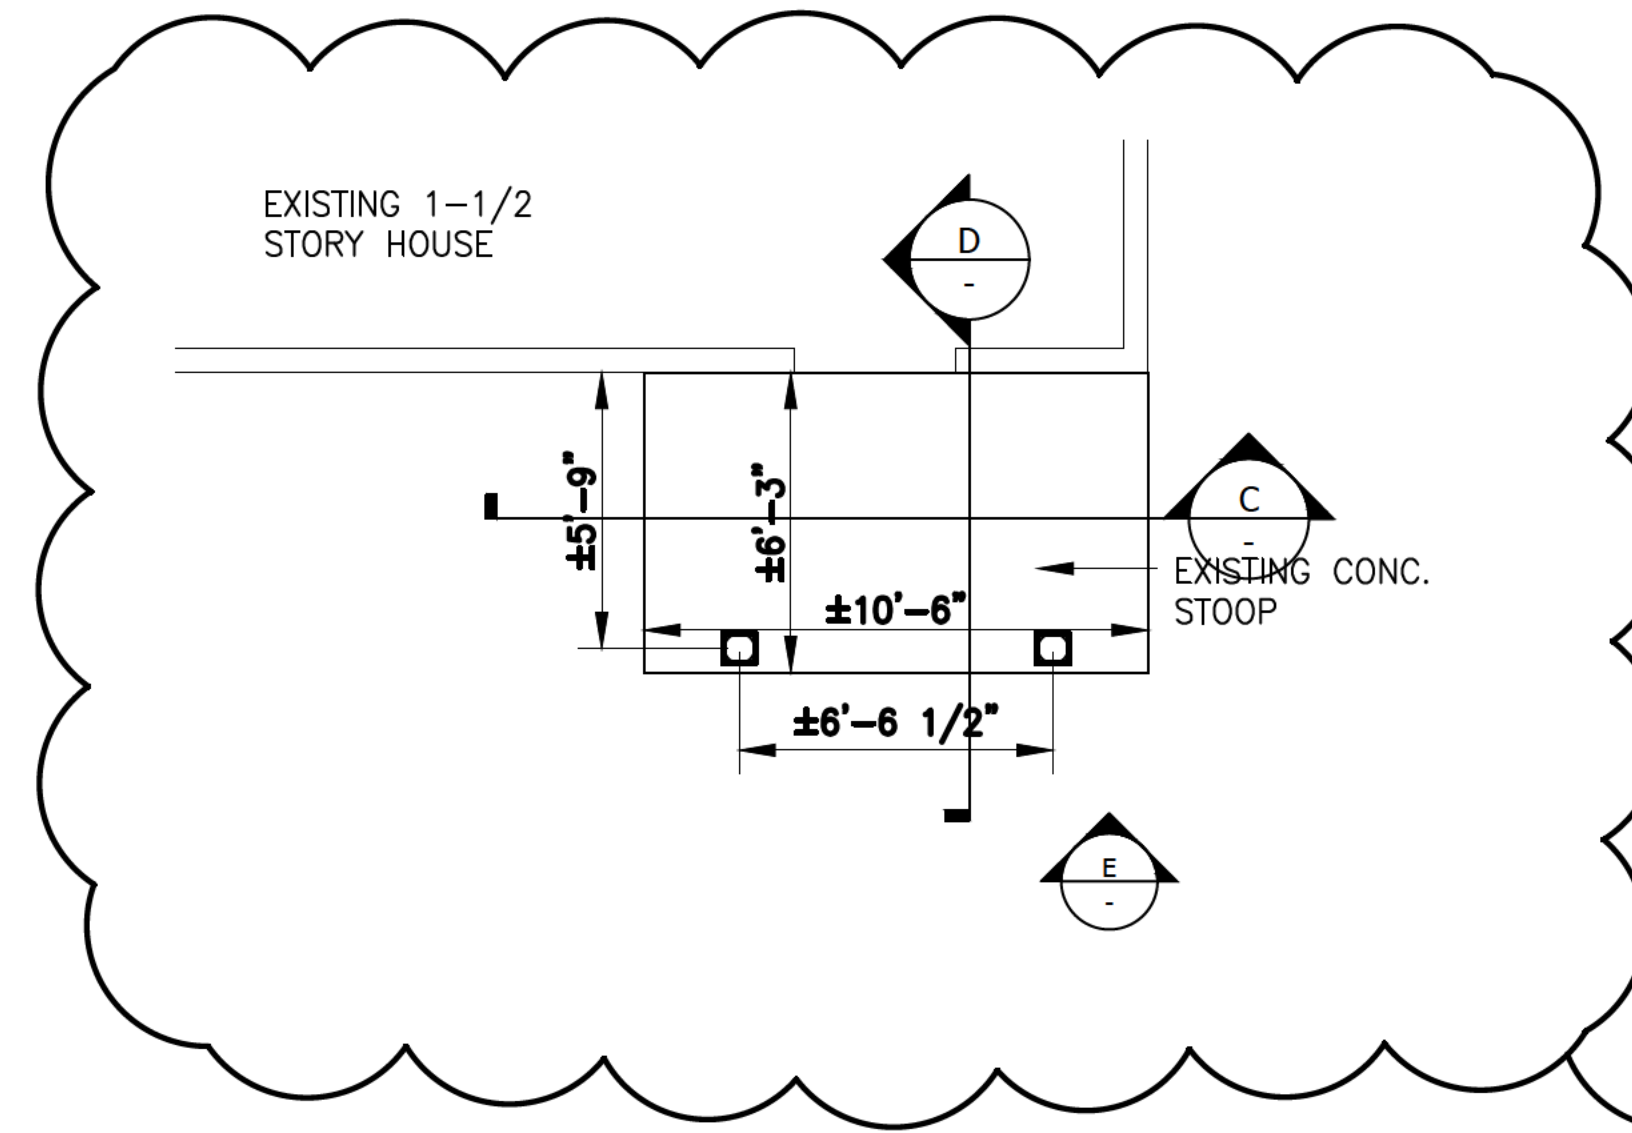 EXISTING 1-1/2
STORY HOUSE
D
-
±5'-9"
±6'-3"
C
-
EXISTING CONC.
STOOP
±10'-6"
±6'-6 1/2"
E
-